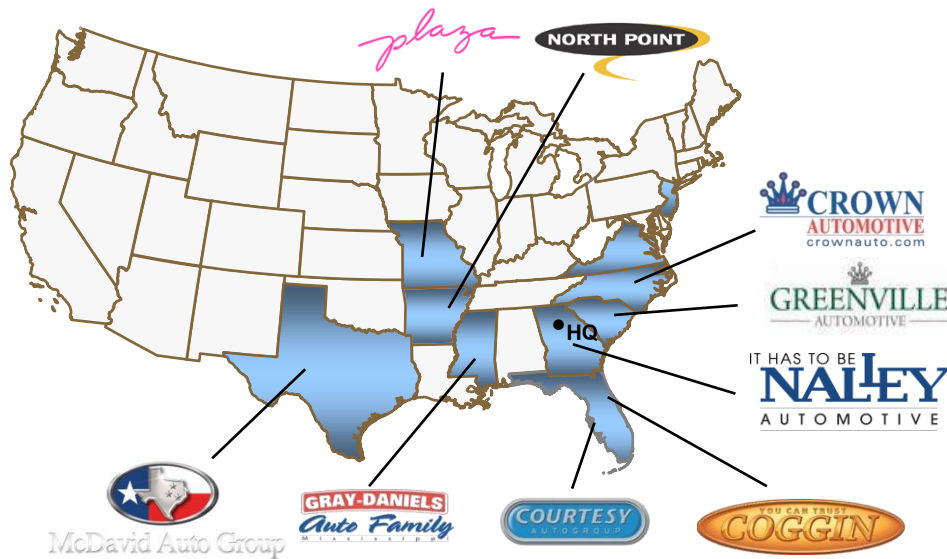 plaza
NORTH POINT
CROWN
AUTOMOTIVE
crownauto.com
GREENVILLE
AUTOMOTIVE
HQ
IT HAS TO BE
NALLEY
AUTOMOTIVE
McDavid Auto Group
GRAY-DANIELS
Auto Family
Mississippi
COURTESY
AUTOGROUP
YOU CAN TRUST
COGGIN